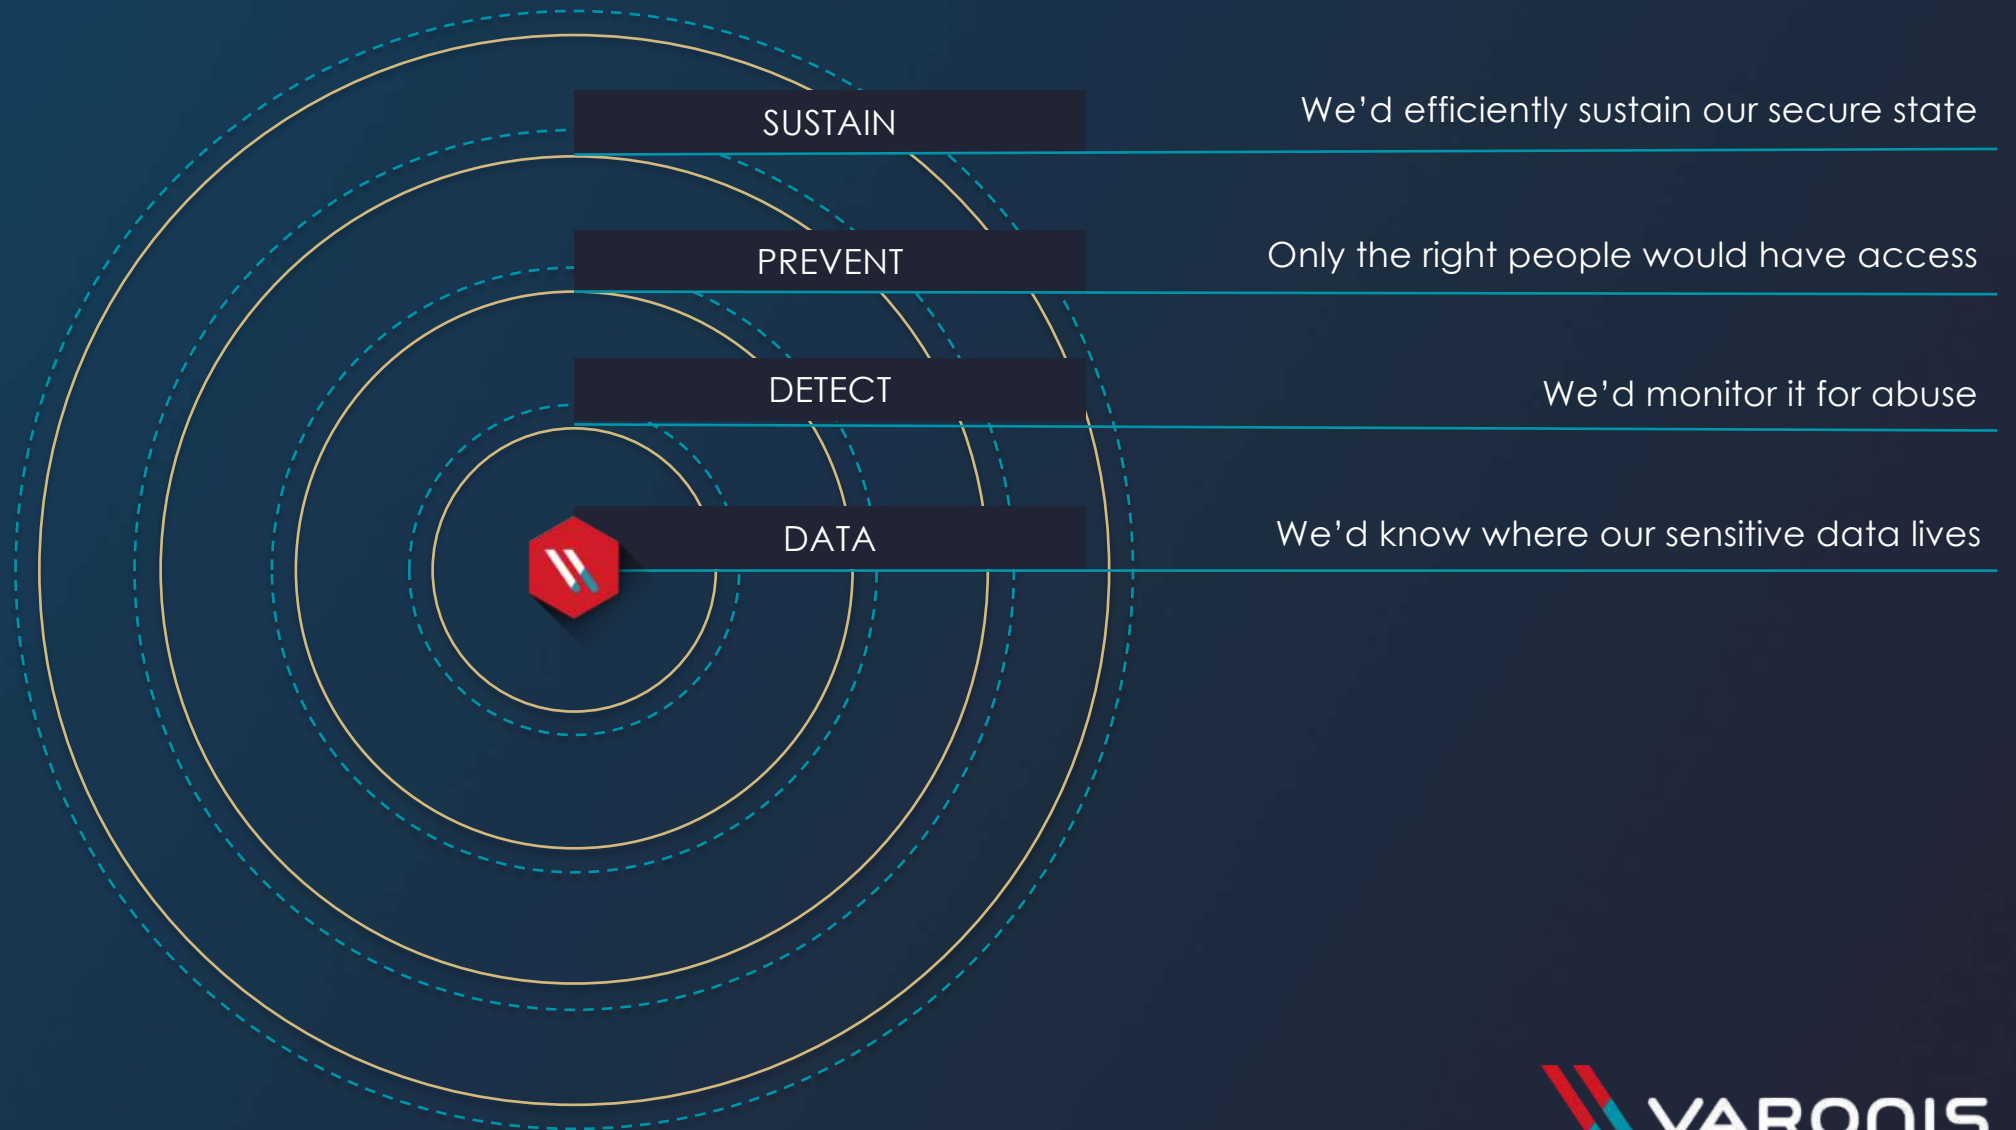 SUSTAIN
We’d efficiently sustain our secure state
PREVENT
Only the right people would have access
DETECT
We’d monitor it for abuse
DATA
We’d know where our sensitive data lives
VARONIS